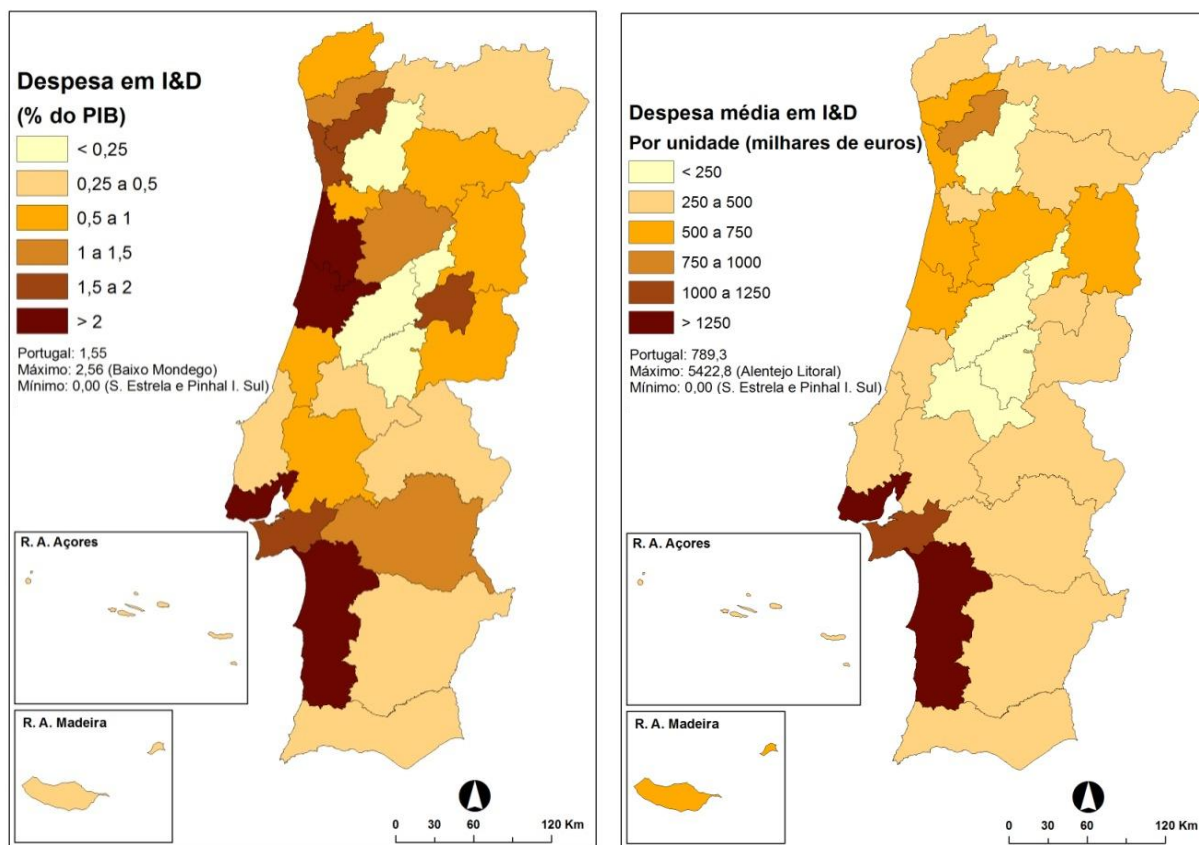 Despesa em I&D
(% do PIB)
< 0,25
0,25 a 0,5
0,5 a 1
1 a 1,5
1,5 a 2
> 2
Portugal: 1,55
Máximo: 2,56 (Baixo Mondego)
Mínimo: 0,00 (S. Estrela e Pinhal I. Sul)
R. A. Açores
R. A. Madeira
0 30 60 120 Km
Despesa média em I&D
Por unidade (milhares de euros)
< 250
250 a 500
500 a 750
750 a 1000
1000 a 1250
> 1250
Portugal: 789,3
Máximo: 5422,8 (Alentejo Litoral)
Mínimo: 0,00 (S. Estrela e Pinhal I. Sul)
R. A. Açores
R. A. Madeira
0 30 60 120 Km